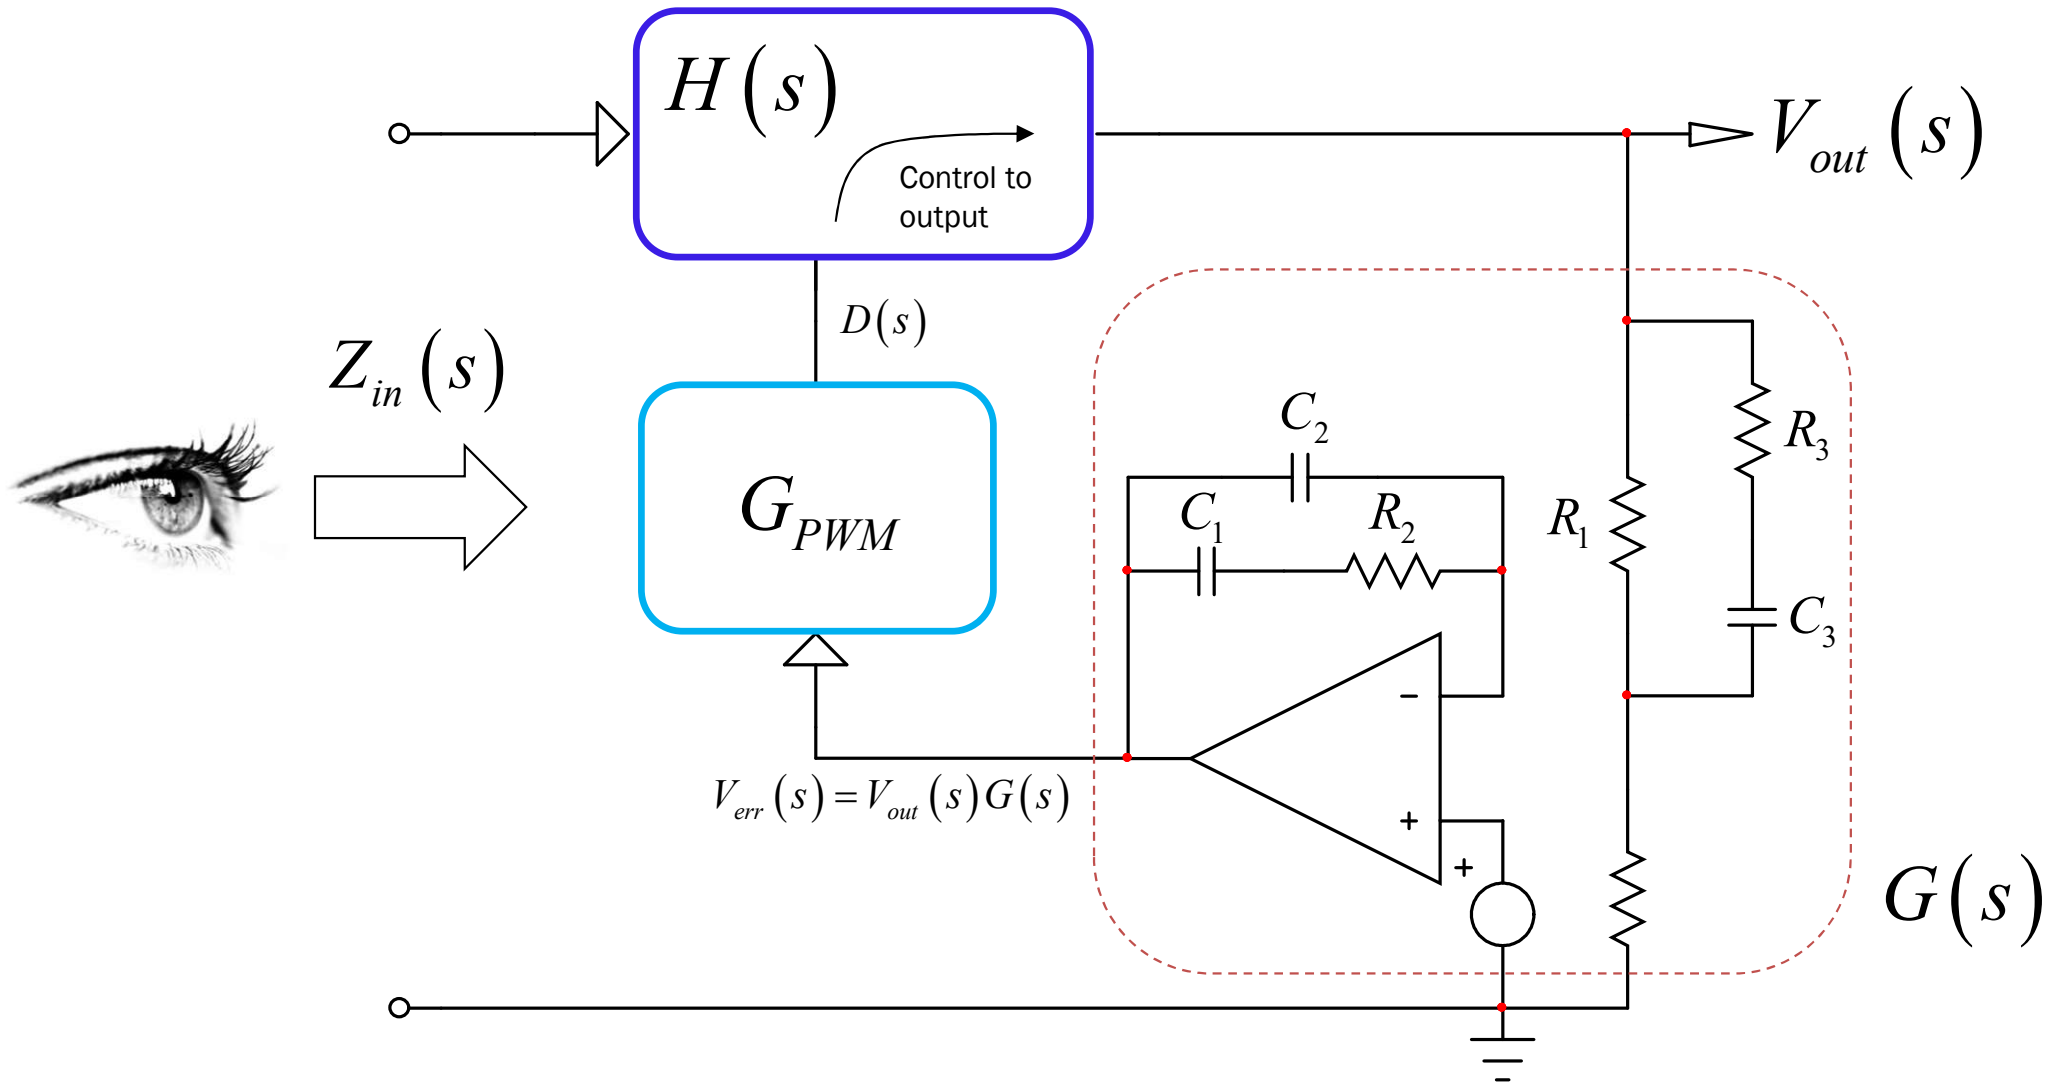 H(s)
Control to
output
V_out(s)
D(s)
Z_in(s)
C_2
R_3
C_1
R_2
R_1
G_PWM
C_3
−
V_err(s)=V_out(s)G(s)
+
+
G(s)